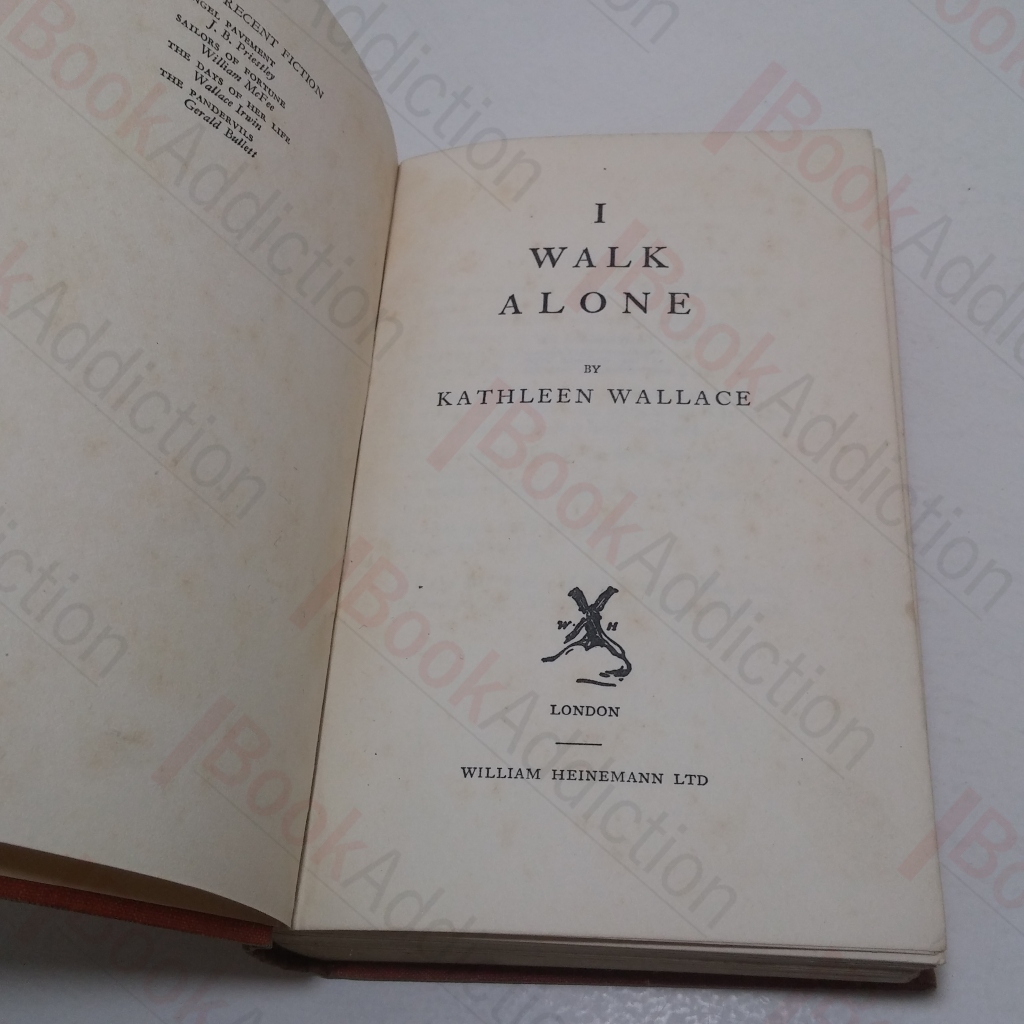 RECENT FICTION
ANGEL PAVEMENT
J. B. Priestley
SAILORS OF FORTUNE
William McFee
THE DAYS OF HER LIFE
Wallace Irwin
THE PANDERVILS
Gerald Bullett
I
WALK
ALONE
BY
KATHLEEN WALLACE
W H
LONDON
WILLIAM HEINEMANN LTD
BookAddiction